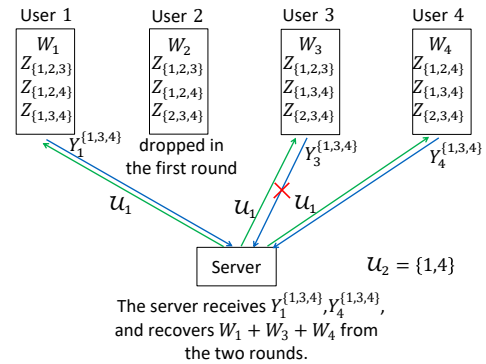 User 1 User 2 User 3 User 4
W_1 W_2 W_3 W_4
Z_{1,2,3} Z_{1,2,3} Z_{1,2,3} Z_{1,2,4}
Z_{1,2,4} Z_{1,2,4} Z_{1,3,4} Z_{1,3,4}
Z_{1,3,4} Z_{2,3,4} Z_{2,3,4} Z_{2,3,4}
Y_1^{1,3,4} dropped in Y_3^{1,3,4} Y_4^{1,3,4}
the first round
𝒰_1 𝒰_1 𝒰_1
Server 𝒰_2 = {1,4}
The server receives Y_1^{1,3,4},Y_4^{1,3,4},
and recovers W_1 + W_3 + W_4 from
the two rounds.